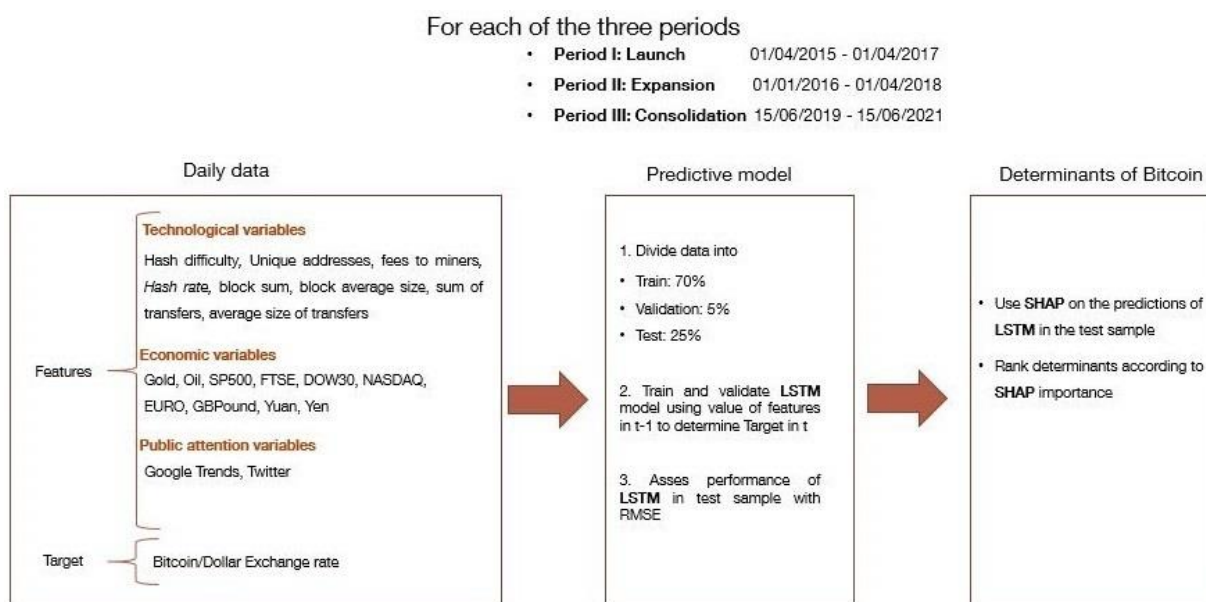 For each of the three periods
• Period I: Launch 01/04/2015 - 01/04/2017
• Period II: Expansion 01/01/2016 - 01/04/2018
• Period III: Consolidation 15/06/2019 - 15/06/2021
Daily data
Features
Technological variables
Hash difficulty, Unique addresses, fees to miners,
Hash rate, block sum, block average size, sum of
transfers, average size of transfers
Economic variables
Gold, Oil, SP500, FTSE, DOW30, NASDAQ,
EURO, GBPound, Yuan, Yen
Public attention variables
Google Trends, Twitter
Target
Bitcoin/Dollar Exchange rate
Predictive model
1. Divide data into
• Train: 70%
• Validation: 5%
• Test: 25%
2. Train and validate LSTM
model using value of features
in t-1 to determine Target in t
3. Asses performance of
LSTM in test sample with
RMSE
Determinants of Bitcoin
• Use SHAP on the predictions of
LSTM in the test sample
• Rank determinants according to
SHAP importance